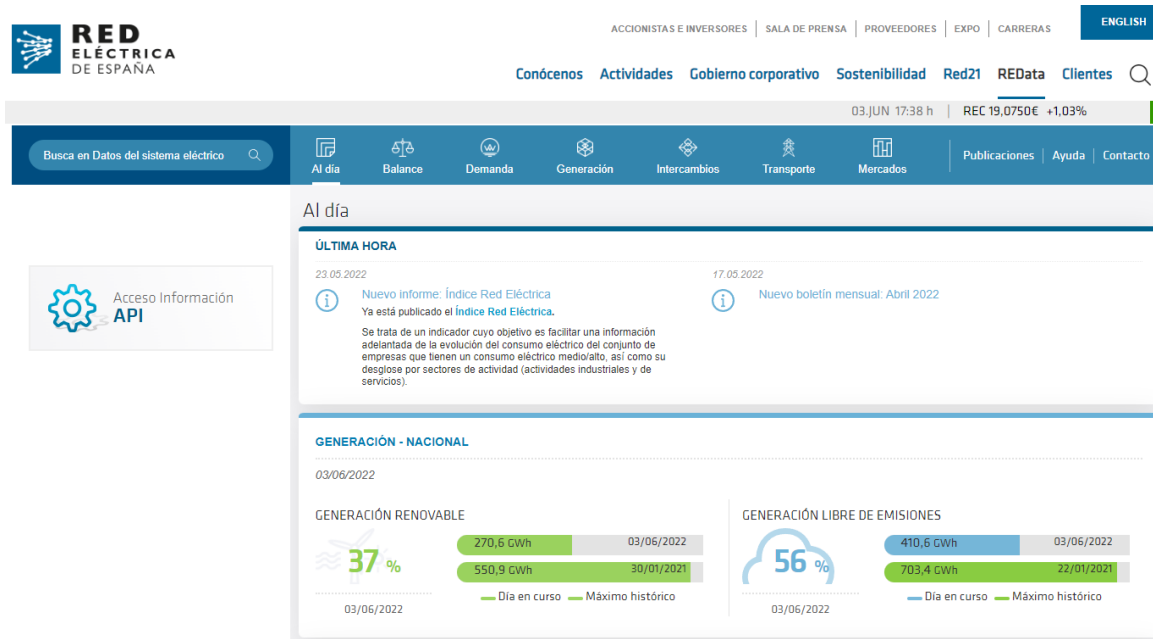 RED
ELÉCTRICA
DE ESPAÑA
ACCIONISTAS E INVERSORES
SALA DE PRENSA
PROVEEDORES
EXPO
CARRERAS
ENGLISH
Conócenos
Actividades
Gobierno corporativo
Sostenibilidad
Red21
REData
Clientes
03.JUN 17:38 h
REC 19,0750€ +1,03%
Busca en Datos del sistema eléctrico
Al día
Balance
Demanda
Generación
Intercambios
Transporte
Mercados
Publicaciones
Ayuda
Contacto
Acceso Información
API
Al día
ÚLTIMA HORA
23.05.2022
Nuevo informe: Índice Red Eléctrica
Ya está publicado el Índice Red Eléctrica.
Se trata de un indicador cuyo objetivo es facilitar una información
adelantada de la evolución del consumo eléctrico del conjunto de
empresas que tienen un consumo eléctrico medio/alto, así como su
desglose por sectores de actividad (actividades industriales y de
servicios).
17.05.2022
Nuevo boletín mensual: Abril 2022
GENERACIÓN - NACIONAL
03/06/2022
GENERACIÓN RENOVABLE
37 %
03/06/2022
270,6 GWh
03/06/2022
550,9 GWh
30/01/2021
Día en curso
Máximo histórico
GENERACIÓN LIBRE DE EMISIONES
56 %
03/06/2022
410,6 GWh
03/06/2022
703,4 GWh
22/01/2021
Día en curso
Máximo histórico